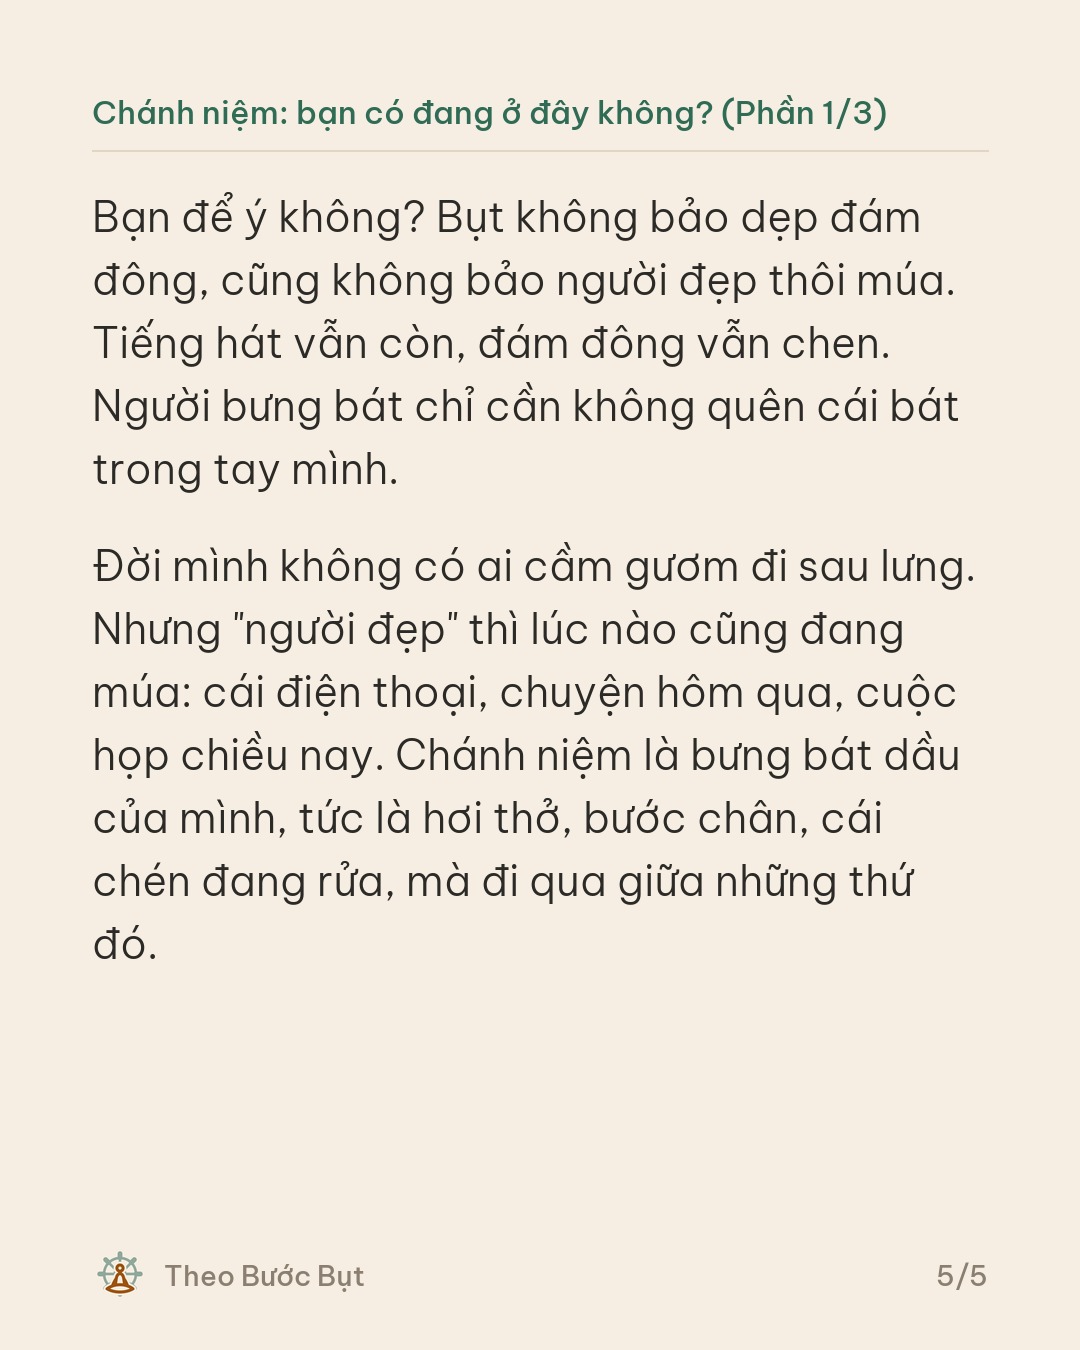 Chánh niệm: bạn có đang ở đây không? (Phần 1/3)
Bạn để ý không? Bụt không bảo dẹp đám
đông, cũng không bảo người đẹp thôi múa.
Tiếng hát vẫn còn, đám đông vẫn chen.
Người bưng bát chỉ cần không quên cái bát
trong tay mình.
Đời mình không có ai cầm gươm đi sau lưng.
Nhưng "người đẹp" thì lúc nào cũng đang
múa: cái điện thoại, chuyện hôm qua, cuộc
họp chiều nay. Chánh niệm là bưng bát dầu
của mình, tức là hơi thở, bước chân, cái
chén đang rửa, mà đi qua giữa những thứ
đó.
Theo Bước Bụt
5/5